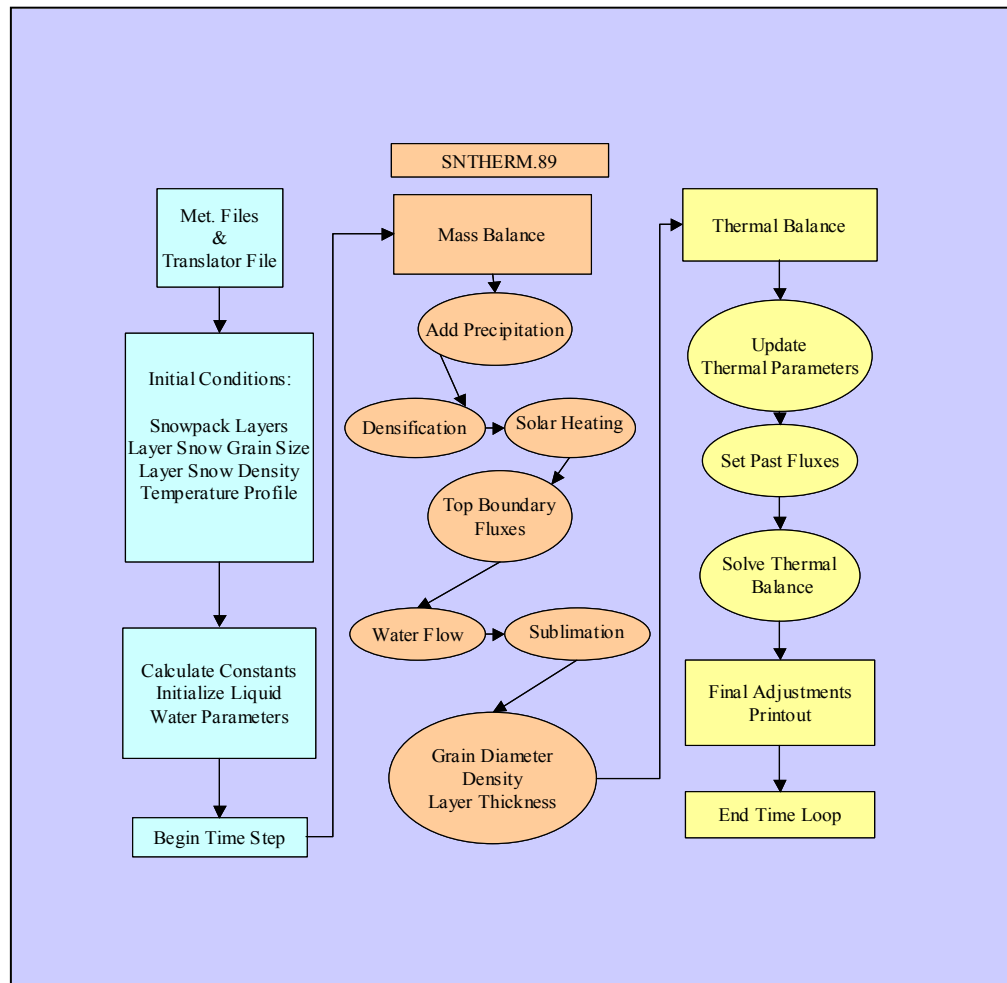 SNTHERM.89
Met. Files
&
Translator File
Initial Conditions:
Snowpack Layers
Layer Snow Grain Size
Layer Snow Density
Temperature Profile
Calculate Constants
Initialize Liquid
Water Parameters
Begin Time Step
Mass Balance
Add Precipitation
Densification
Solar Heating
Top Boundary
Fluxes
Water Flow
Sublimation
Grain Diameter
Density
Layer Thickness
Thermal Balance
Update
Thermal Parameters
Set Past Fluxes
Solve Thermal
Balance
Final Adjustments
Printout
End Time Loop